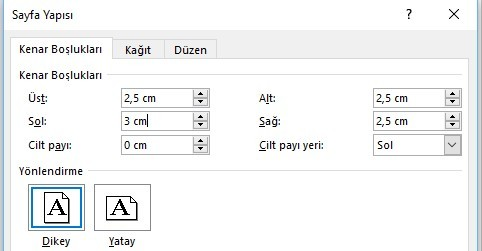 Sayfa Yapısı ? ×
Kenar Boşlukları Kağıt Düzen
Kenar Boşlukları
Üst: 2,5 cm Alt: 2,5 cm
Sol: 3 cm Sağ: 2,5 cm
Cilt payı: 0 cm Cilt payı yeri: Sol
Yönlendirme
A A
Dikey Yatay